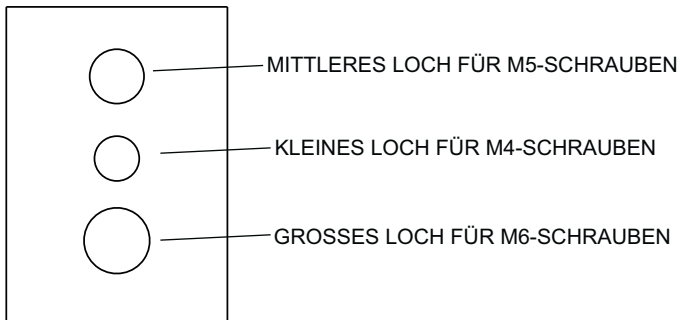 MITTLERES LOCH FÜR M5-SCHRAUBEN
KLEINES LOCH FÜR M4-SCHRAUBEN
GROSSES LOCH FÜR M6-SCHRAUBEN